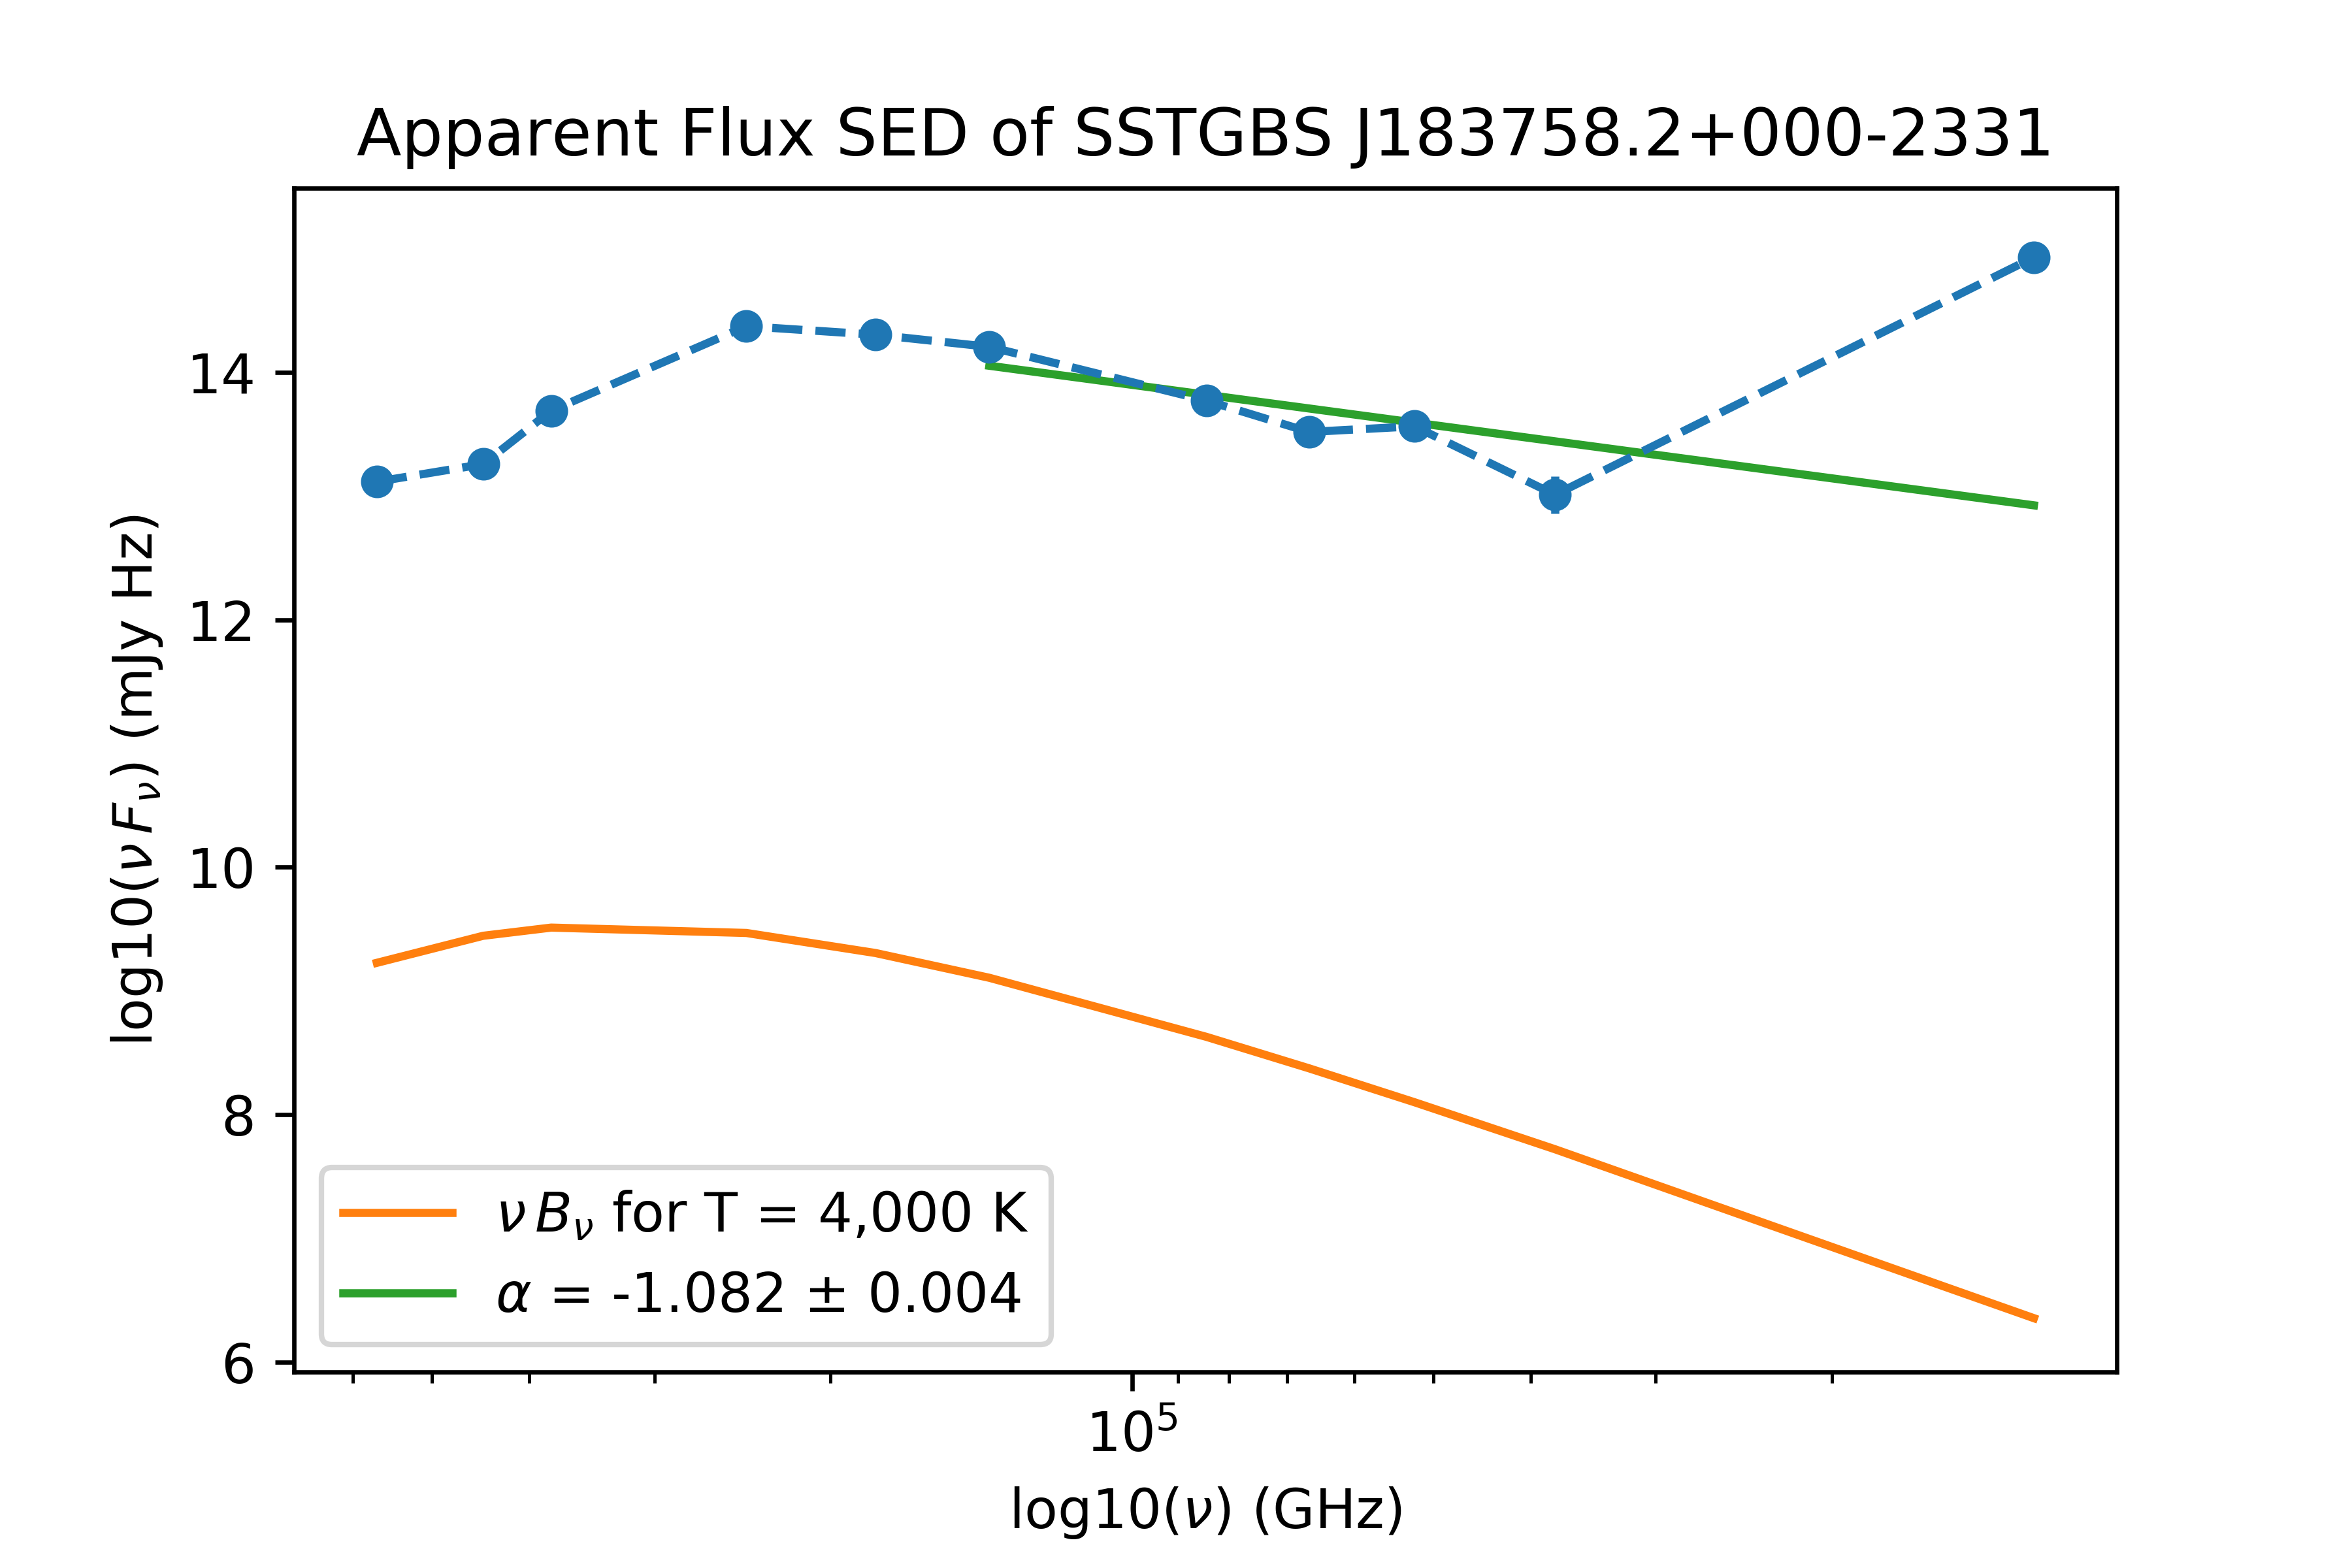 Apparent Flux SED of SSTGBS J183758.2+000-2331
log10(νFν) (mJy Hz)
14
12
10
8
6
νBν for T = 4,000 K
α = -1.082 ± 0.004
10⁵
log10(ν) (GHz)